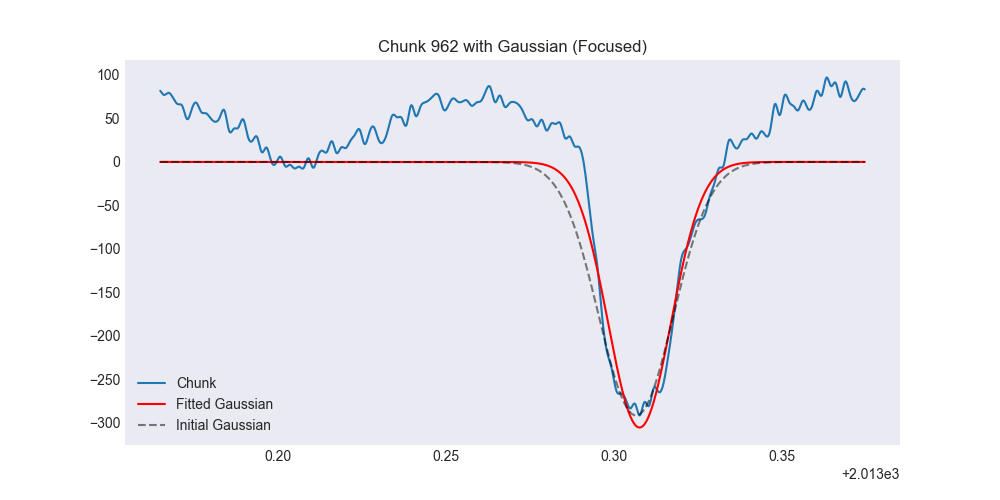 Chunk 962 with Gaussian (Focused)
100
50
0
−50
−100
−150
−200
−250
−300
Chunk
Fitted Gaussian
Initial Gaussian
0.20 0.25 0.30 0.35
+2.013e3